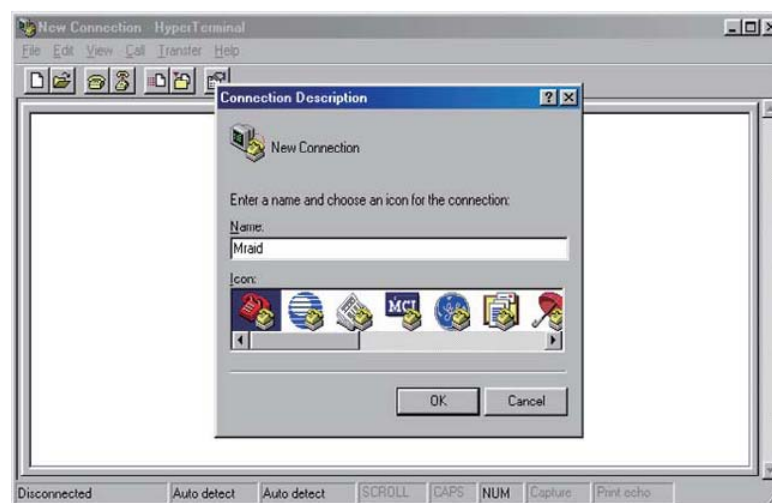 New Connection - HyperTerminal
File Edit View Call Transfer Help
Connection Description
New Connection
Enter a name and choose an icon for the connection:
Name:
Mraid
Icon:
MCI
OK Cancel
Disconnected Auto detect Auto detect SCROLL CAPS NUM Capture Print echo